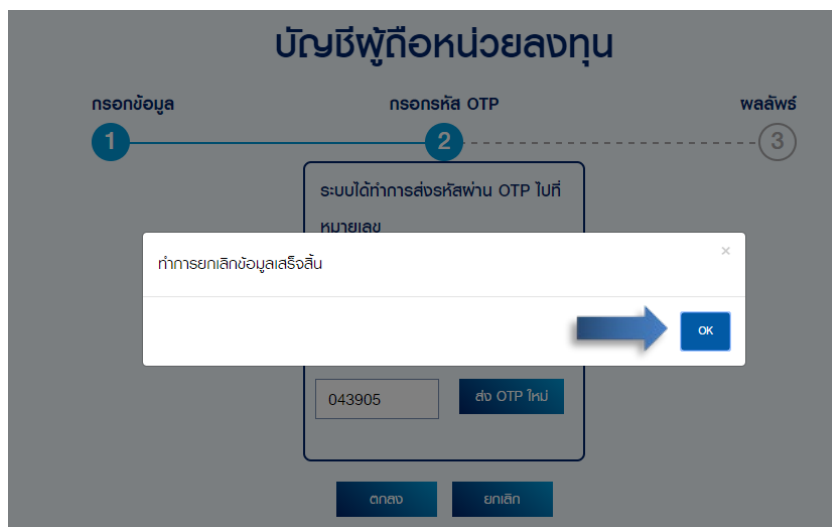 บัญชีผู้ถือหน่วยลงทุน
กรอกข้อมูล กรอกรหัส OTP ผลลัพธ์
1 2 3
ระบบได้ทำการส่งรหัสผ่าน OTP ไปที่
หมายเลข
ทำการยกเลิกข้อมูลเสร็จสิ้น ×
OK
043905 ส่ง OTP ใหม่
ตกลง ยกเลิก